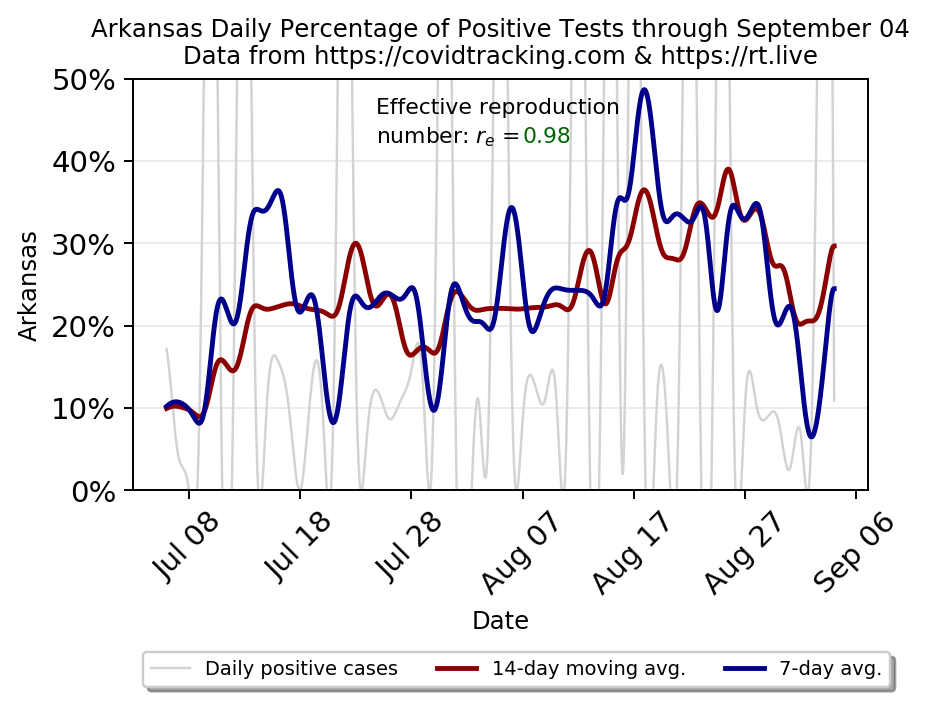 Arkansas Daily Percentage of Positive Tests through September 04
Data from https://covidtracking.com & https://rt.live
50%
Effective reproduction
number: rₑ =0.98
40%
30%
Arkansas
20%
10%
0%
Jul 08
Jul 18
Jul 28
Aug 07
Aug 17
Aug 27
Sep 06
Date
Daily positive cases
14-day moving avg.
7-day avg.